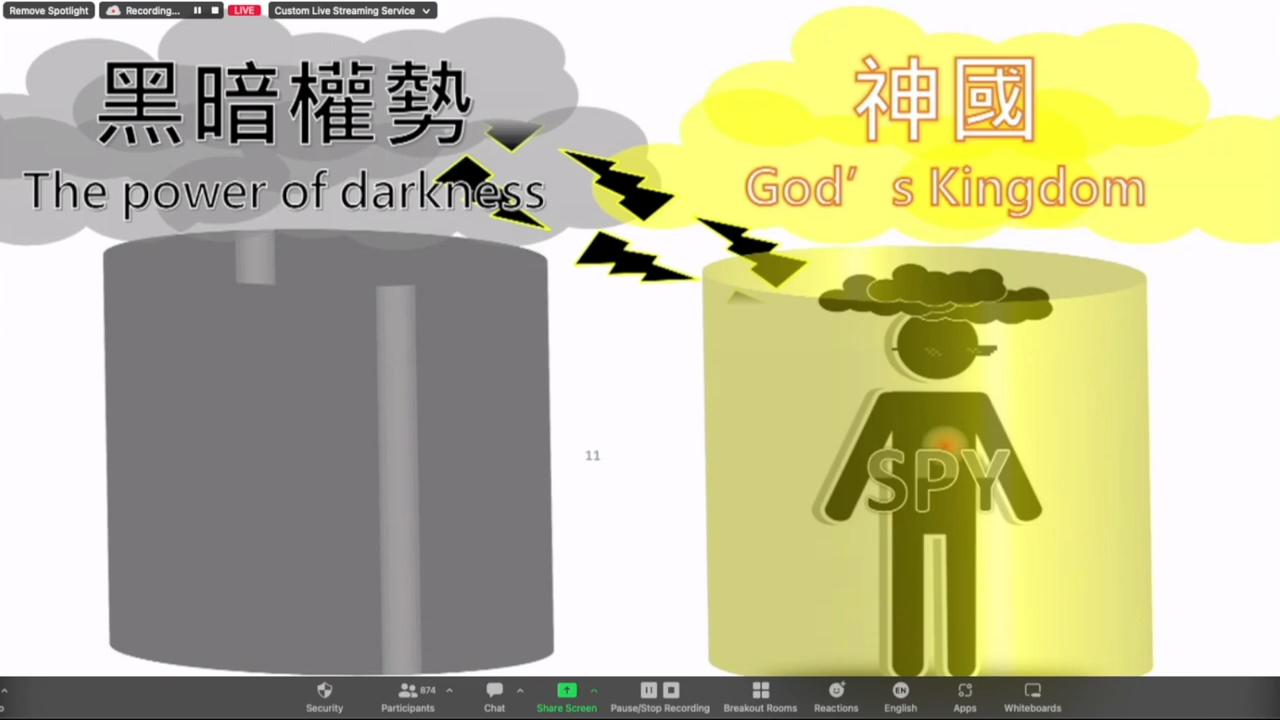 Remove Spotlight
Recording...
LIVE
Custom Live Streaming Service
黑暗權勢
The power of darkness
神國
God’s Kingdom
SPY
11
Security
Participants
874
Chat
Share Screen
Pause/Stop Recording
Breakout Rooms
Reactions
EN
English
Apps
Whiteboards